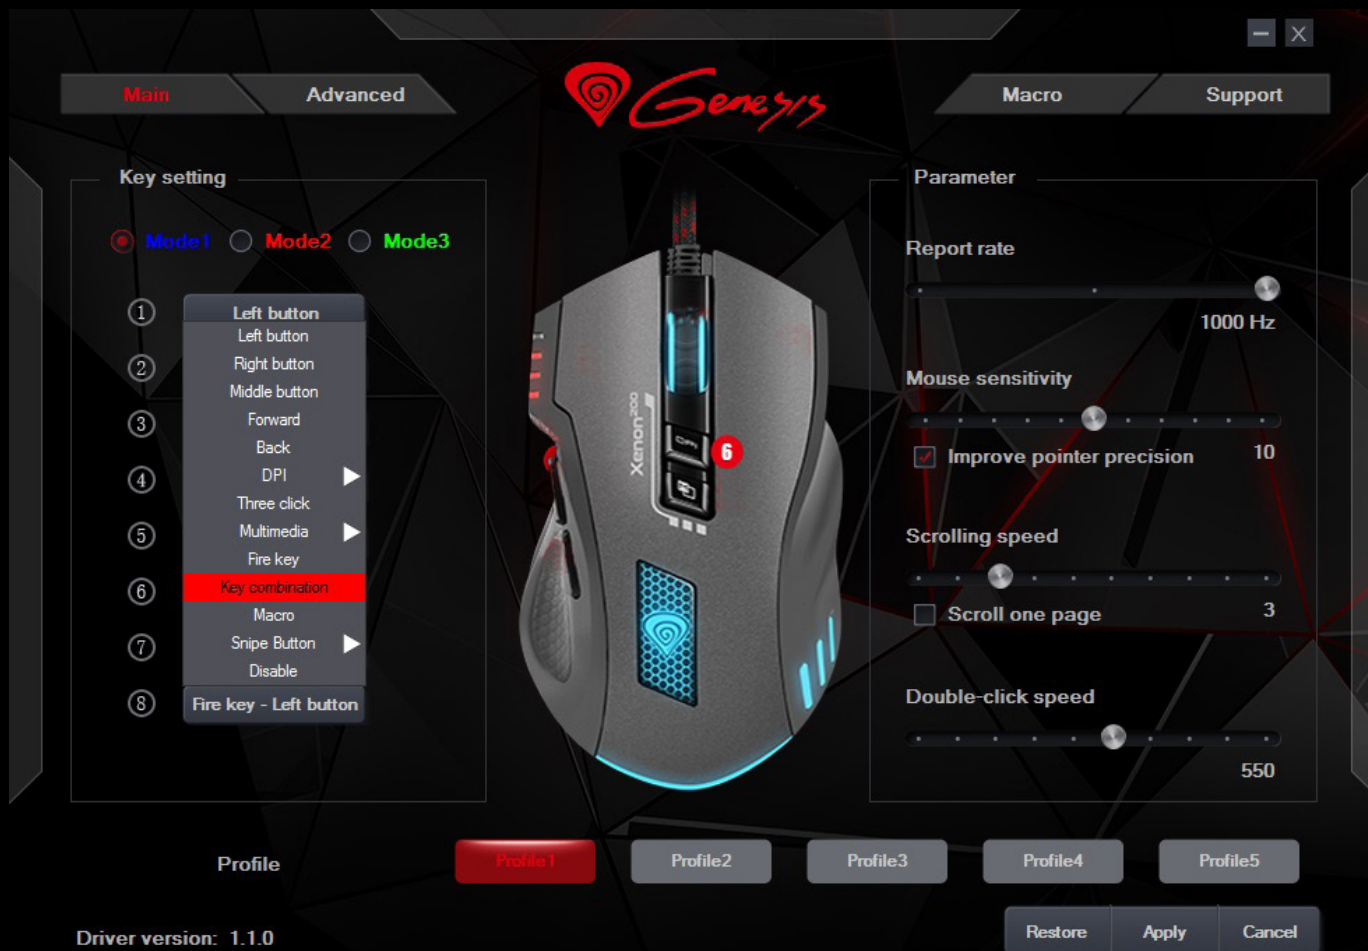 Main
Advanced
Genesis
Macro
Support
Key setting
Mode1
Mode2
Mode3
1
Left button
Left button
2
Right button
Middle button
3
Forward
Back
4
DPI
Three click
5
Multimedia
Fire key
6
Key combination
Macro
7
Snipe Button
Disable
8
Fire key - Left button
Xenon200
DPI
6
Parameter
Report rate
1000 Hz
Mouse sensitivity
Improve pointer precision
10
Scrolling speed
Scroll one page
3
Double-click speed
550
Profile
Profile1
Profile2
Profile3
Profile4
Profile5
Driver version: 1.1.0
Restore
Apply
Cancel